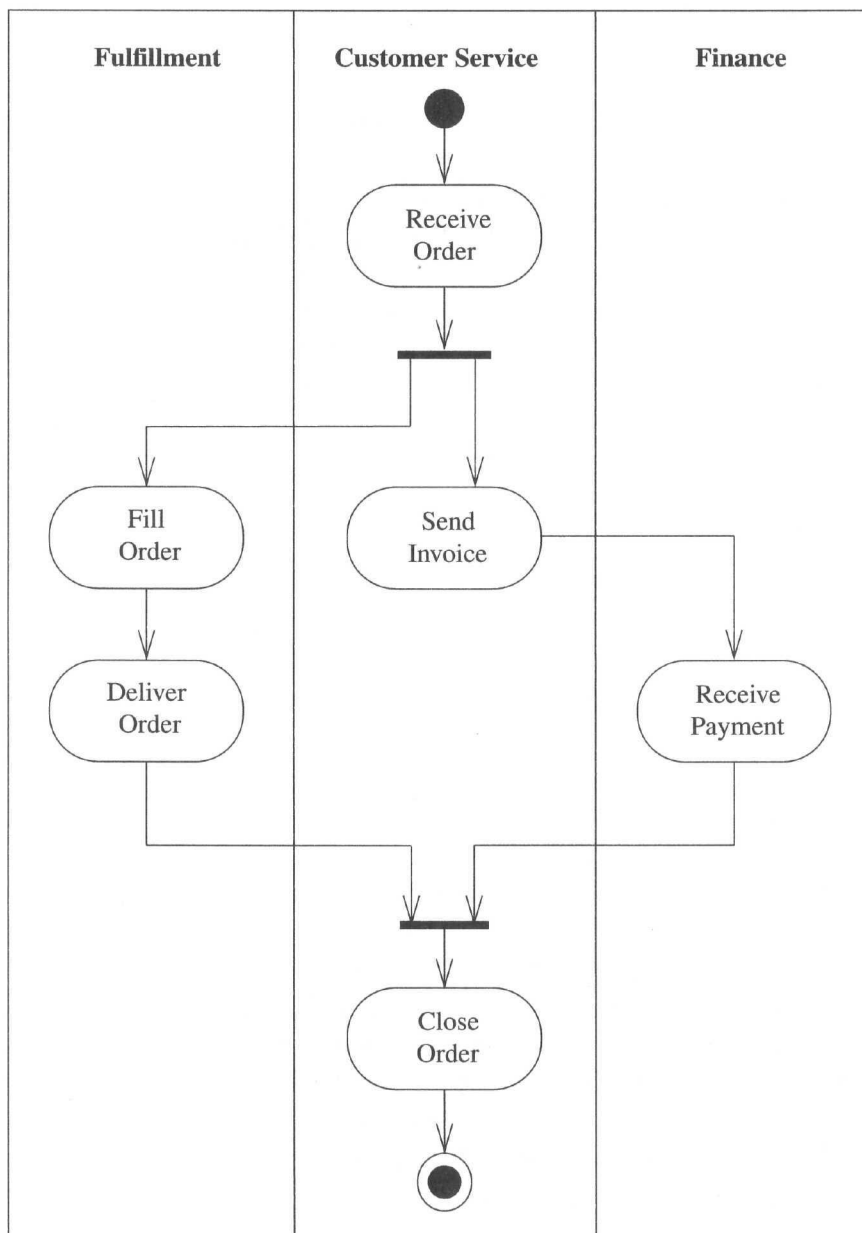 Fulfillment
Customer Service
Finance
Receive
Order
Fill
Order
Send
Invoice
Deliver
Order
Receive
Payment
Close
Order